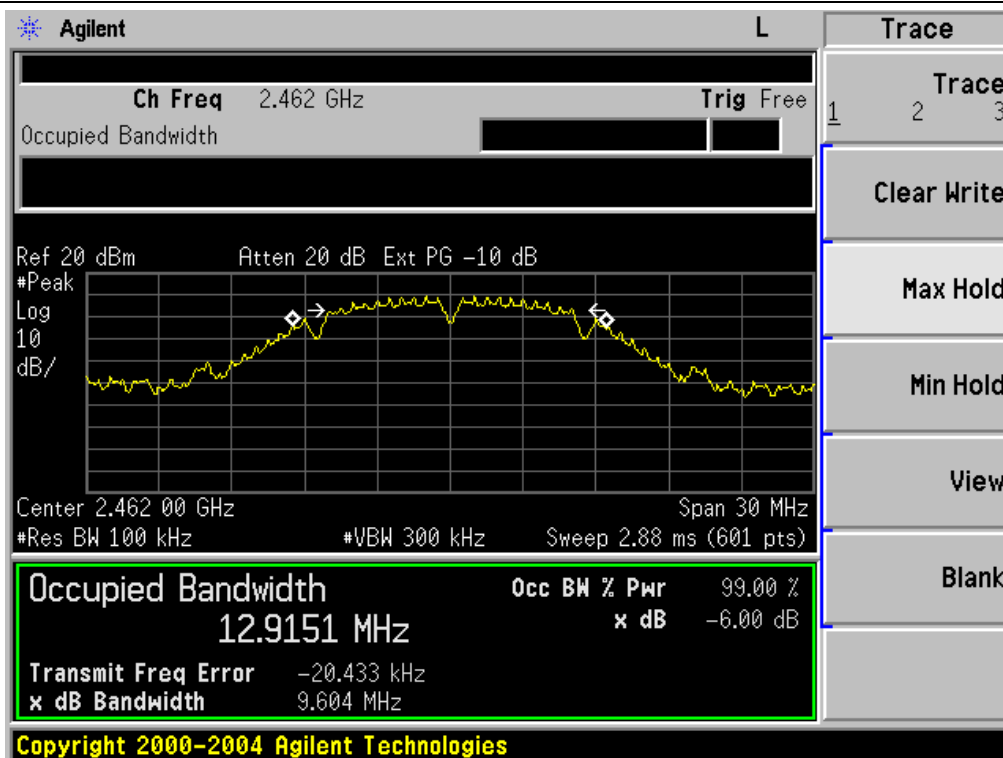 Agilent L Trace
Ch Freq 2.462 GHz Trig Free
Occupied Bandwidth
Trace
1 2 3
Clear Write
Max Hold
Min Hold
View
Blank
Ref 20 dBm Atten 20 dB Ext PG -10 dB
#Peak
Log
10
dB/
Center 2.462 00 GHz Span 30 MHz
#Res BW 100 kHz #VBW 300 kHz Sweep 2.88 ms (601 pts)
Occupied Bandwidth Occ BW % Pwr 99.00 %
12.9151 MHz x dB -6.00 dB
Transmit Freq Error -20.433 kHz
x dB Bandwidth 9.604 MHz
Copyright 2000-2004 Agilent Technologies